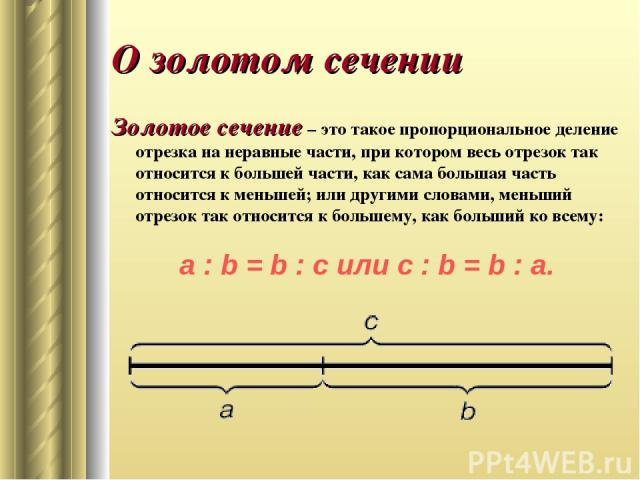 О золотом сечении
Золотое сечение – это такое пропорциональное деление
отрезка на неравные части, при котором весь отрезок так
относится к большей части, как сама большая часть
относится к меньшей; или другими словами, меньший
отрезок так относится к большему, как больший ко всему:
a : b = b : c или c : b = b : a.
c
a
b
PPt4WEB.ru